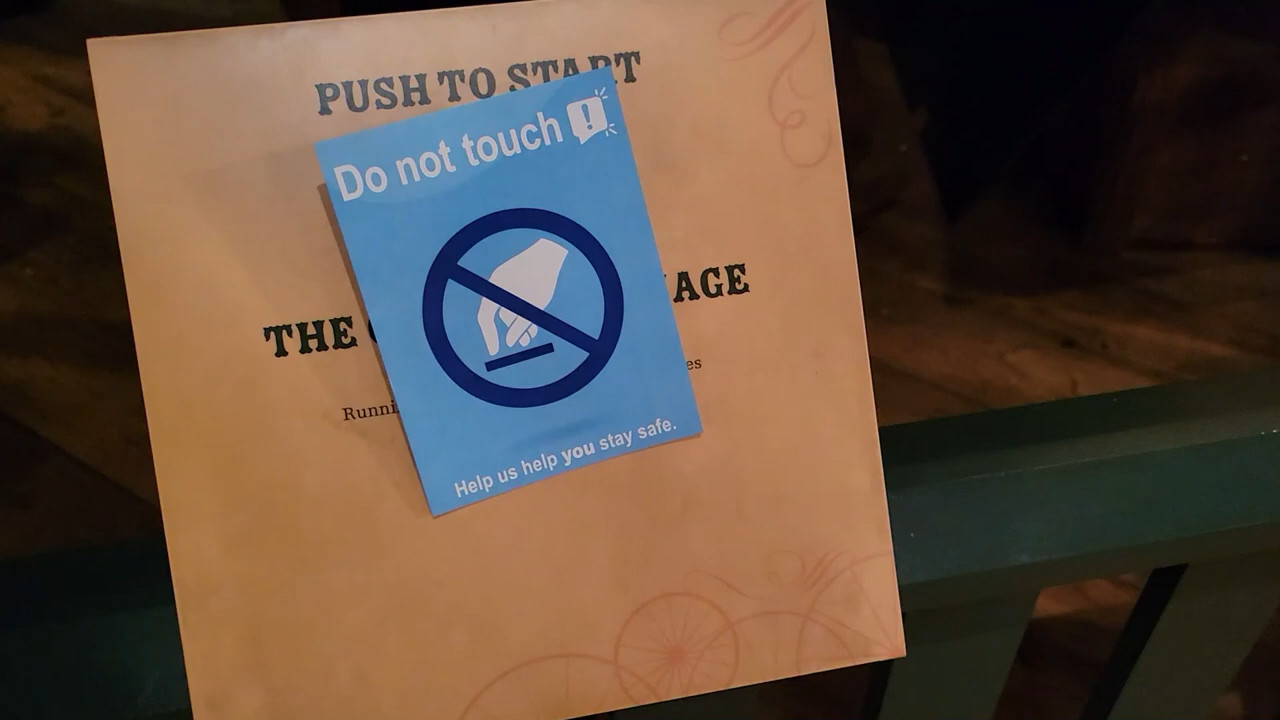 PUSH TO START
Do not touch
THE
AGE
Runni
es
Help us help you stay safe.